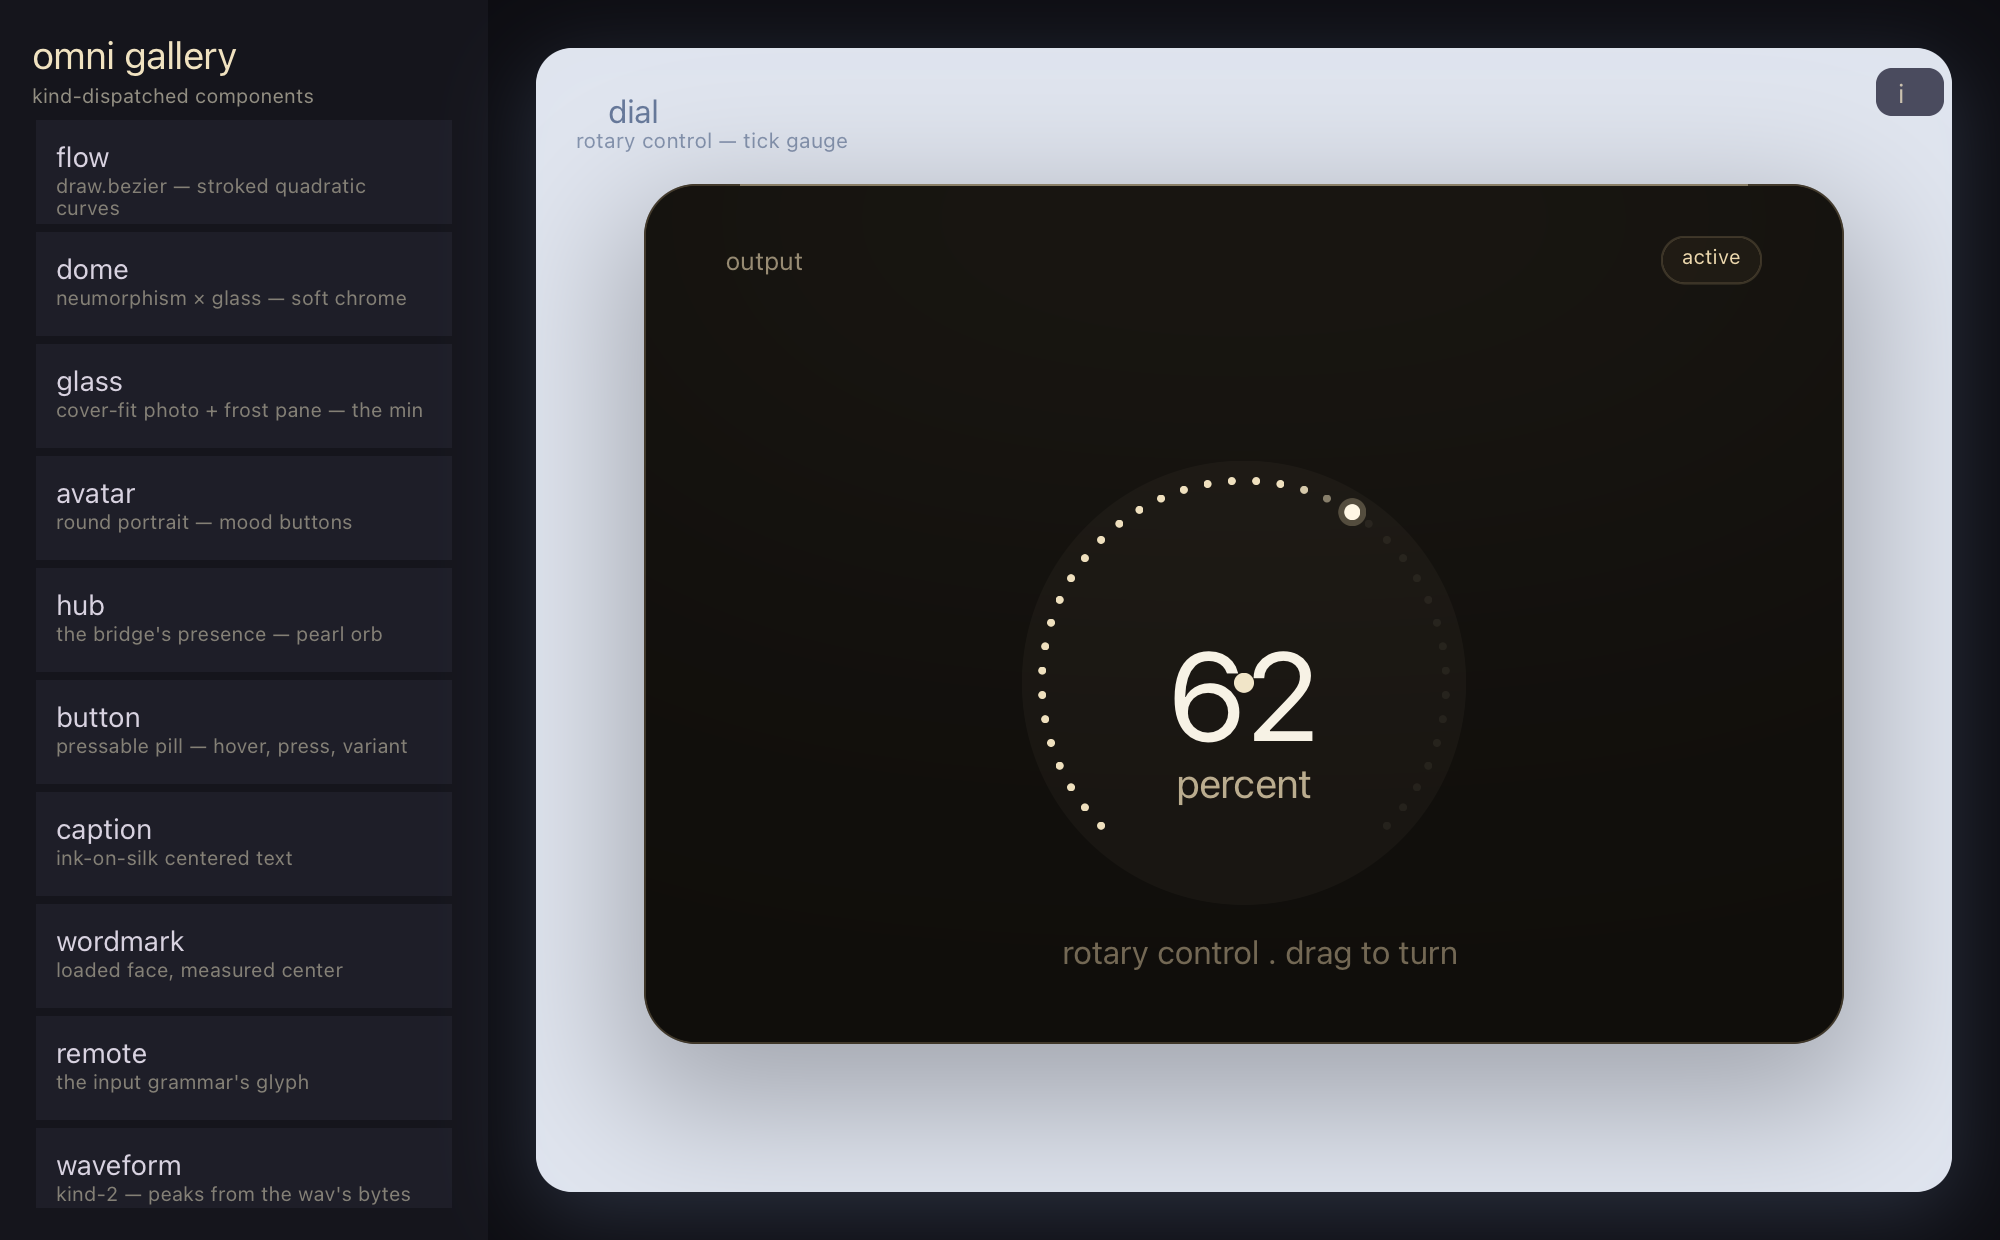 omni gallery
kind-dispatched components
flow
draw.bezier — stroked quadratic
curves
dome
neumorphism × glass — soft chrome
glass
cover-fit photo + frost pane — the min
avatar
round portrait — mood buttons
hub
the bridge's presence — pearl orb
button
pressable pill — hover, press, variant
caption
ink-on-silk centered text
wordmark
loaded face, measured center
remote
the input grammar's glyph
waveform
kind-2 — peaks from the wav's bytes
dial
rotary control — tick gauge
i
output
active
62
percent
rotary control . drag to turn